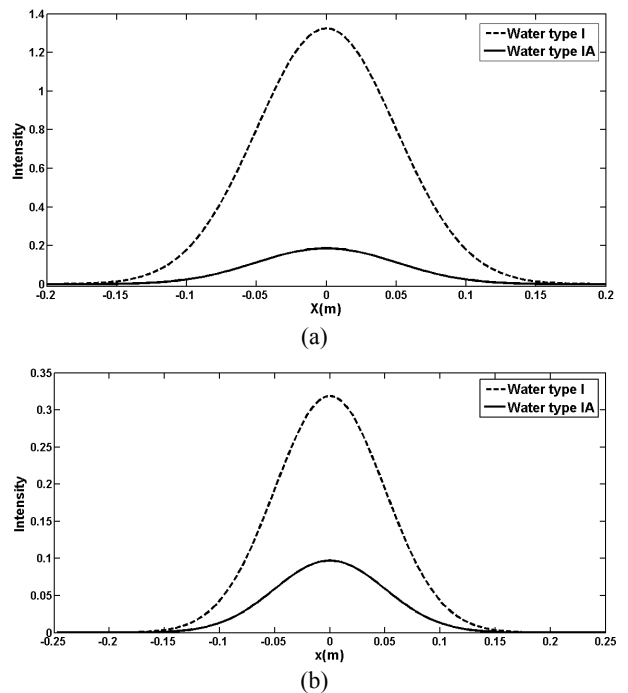 1.4
1.2
1
0.8
0.6
0.4
0.2
0
Intensity
Water type I
Water type IA
-0.2 -0.15 -0.1 -0.05 0 0.05 0.1 0.15 0.2
X(m)
(a)
0.35
0.3
0.25
0.2
0.15
0.1
0.05
0
Intensity
Water type I
Water type IA
-0.25 -0.2 -0.15 -0.1 -0.05 0 0.05 0.1 0.15 0.2 0.25
x(m)
(b)